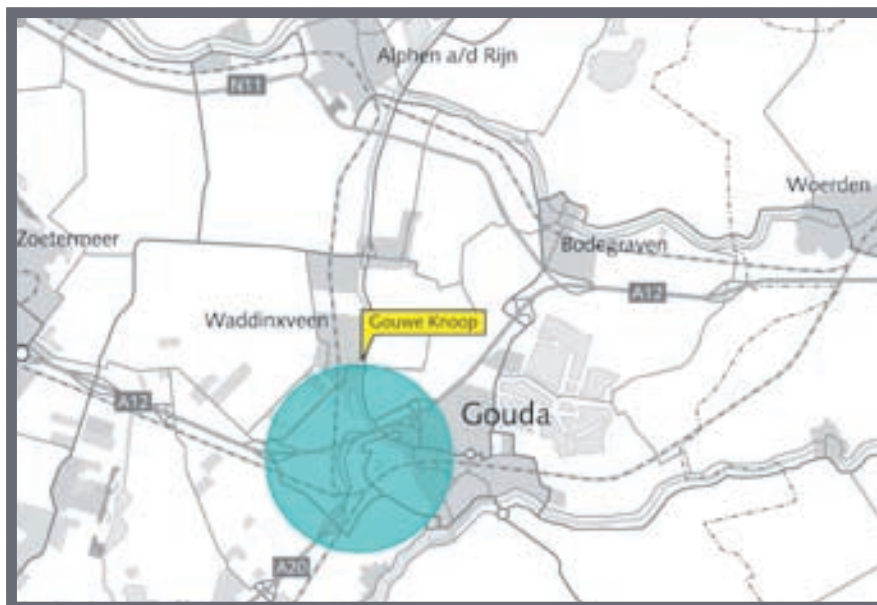 Alphen a/d Rijn
N11
Woerden
Zoetermeer
Bodegraven
A12
Waddinxveen
Gouwe Knoop
A12
Gouda
A20